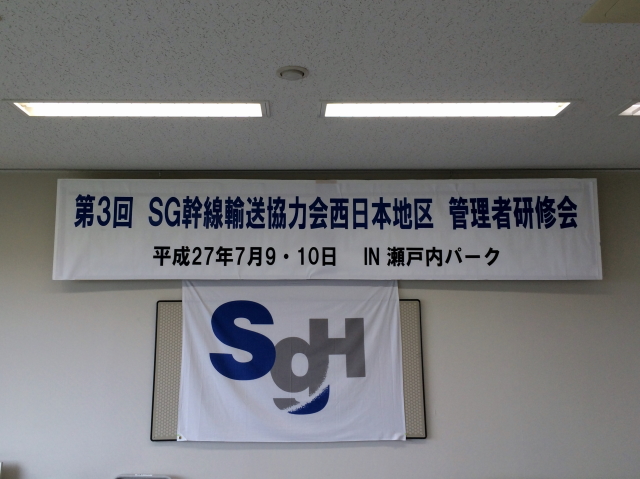 第3回 SG幹線輸送協力会西日本地区 管理者研修会
平成27年7月9・10日 IN 瀬戸内パーク
SgH